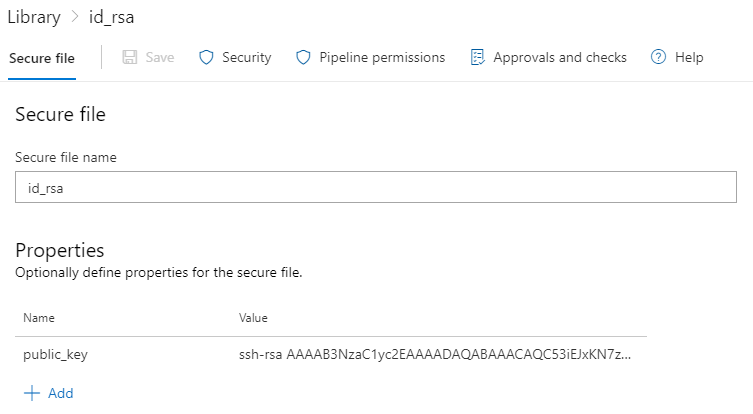 Library > id_rsa
Secure file Save Security Pipeline permissions Approvals and checks Help
Secure file
Secure file name
id_rsa
Properties
Optionally define properties for the secure file.
Name Value
public_key ssh-rsa AAAAB3NzaC1yc2EAAAADAQABAAACAQC53iEJxKN7z...
+ Add